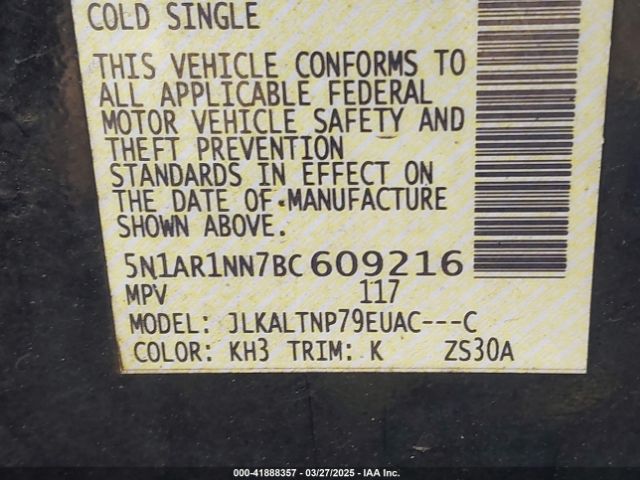 COLD SINGLE
THIS VEHICLE CONFORMS TO
ALL APPLICABLE FEDERAL
MOTOR VEHICLE SAFETY AND
THEFT PREVENTION
STANDARDS IN EFFECT ON
THE DATE OF MANUFACTURE
SHOWN ABOVE.
5N1AR1NN7BC609216
MPV 117
MODEL: JLKALTNP79EUAC---C
COLOR: KH3 TRIM: K ZS30A
000-41888357 | 03/27/2025 | IAA Inc.